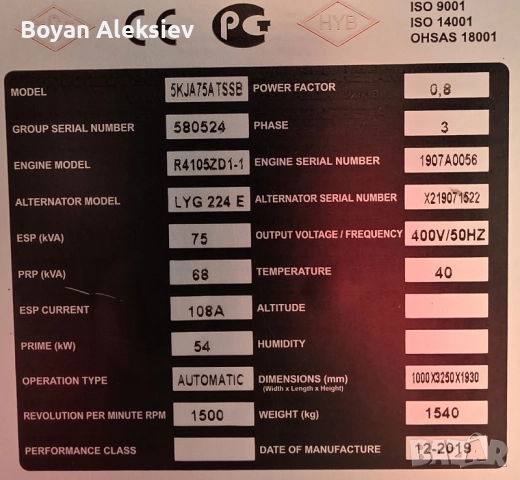 Boyan Aleksiev
CE PG HYB
ISO 9001
ISO 14001
OHSAS 18001
MODEL 5KJA75ATSSB POWER FACTOR 0,8
GROUP SERIAL NUMBER 580524 PHASE 3
ENGINE MODEL R4105ZD1-1 ENGINE SERIAL NUMBER 1907A0056
ALTERNATOR MODEL LYG 224 E ALTERNATOR SERIAL NUMBER X219071522
ESP (kVA) 75 OUTPUT VOLTAGE / FREQUENCY 400V/50HZ
PRP (kVA) 68 TEMPERATURE 40
ESP CURRENT 108A ALTITUDE
PRIME (kW) 54 HUMIDITY
OPERATION TYPE AUTOMATIC DIMENSIONS (mm) 1000X3250X1930
(Width x Length x Height)
REVOLUTION PER MINUTE RPM 1500 WEIGHT (kg) 1540
PERFORMANCE CLASS DATE OF MANUFACTURE 12-2019
BAZAR